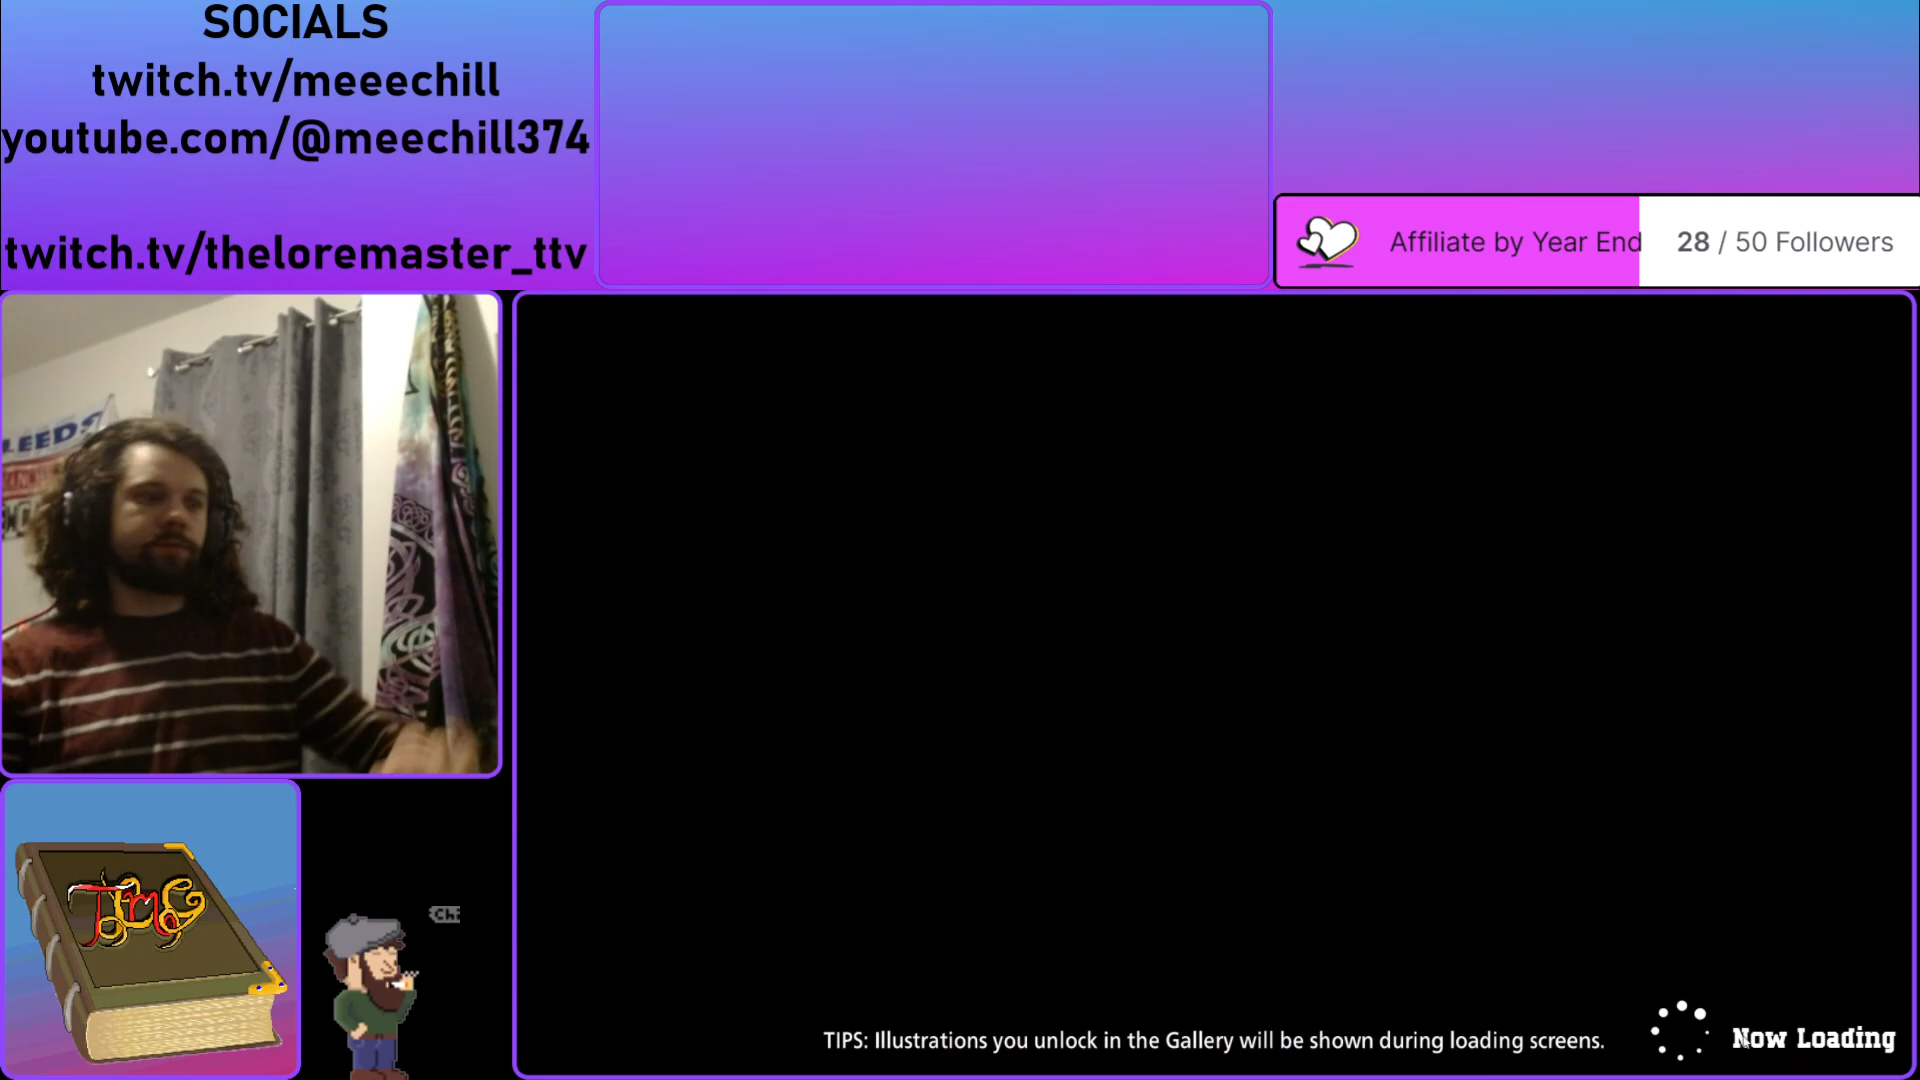 SOCIALS
twitch.tv/meeechill
youtube.com/@meechill374
twitch.tv/theloremaster_ttv
Affiliate by Year End
28 / 50 Followers
LEEDS
TIPS: Illustrations you unlock in the Gallery will be shown during loading screens.
Now Loading